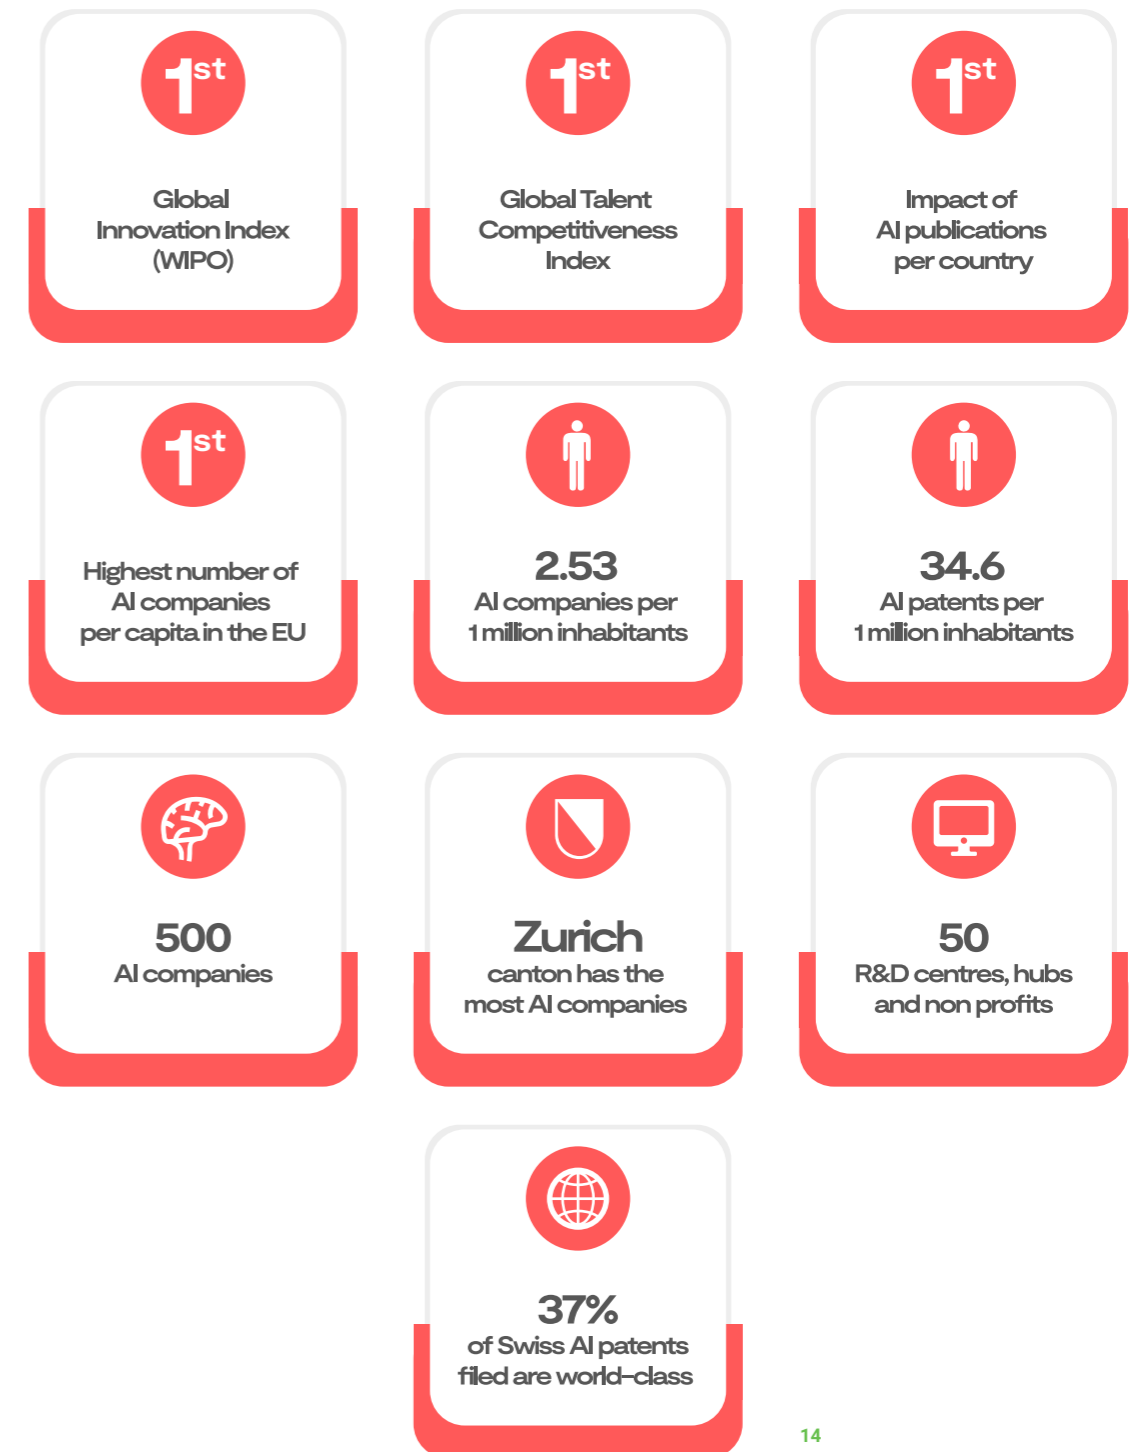 1st
Global
Innovation Index
(WIPO)
1st
Global Talent
Competitiveness
Index
1st
Impact of
AI publications
per country
1st
Highest number of
AI companies
per capita in the EU
2.53
AI companies per
1 million inhabitants
34.6
AI patents per
1 million inhabitants
500
AI companies
Zurich
canton has the
most AI companies
50
R&D centres, hubs
and non profits
37%
of Swiss AI patents
filed are world-class
14